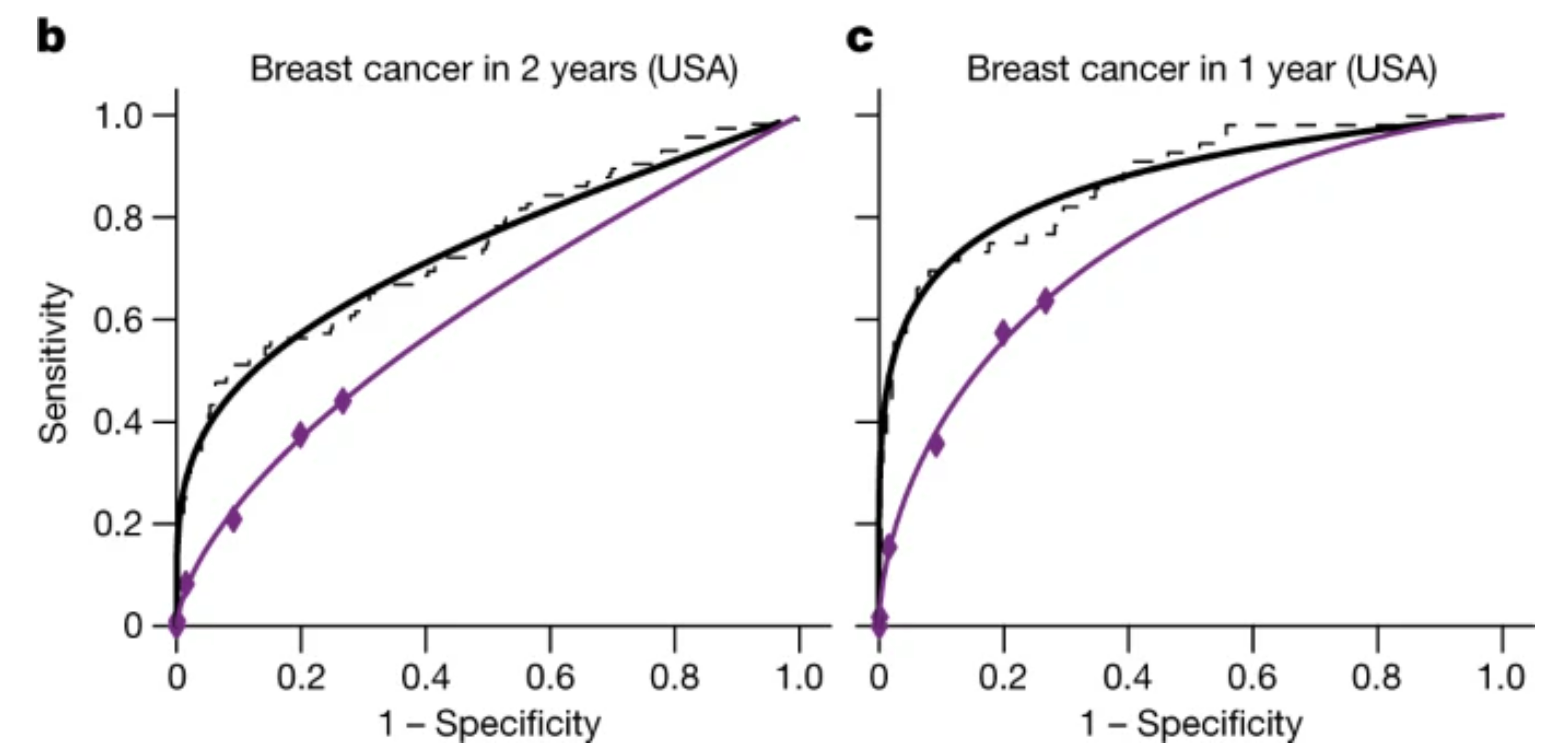 b
Breast cancer in 2 years (USA)
1.0
0.8
0.6
0.4
0.2
0
Sensitivity
0 0.2 0.4 0.6 0.8 1.0
1 – Specificity
c
Breast cancer in 1 year (USA)
0 0.2 0.4 0.6 0.8 1.0
1 – Specificity